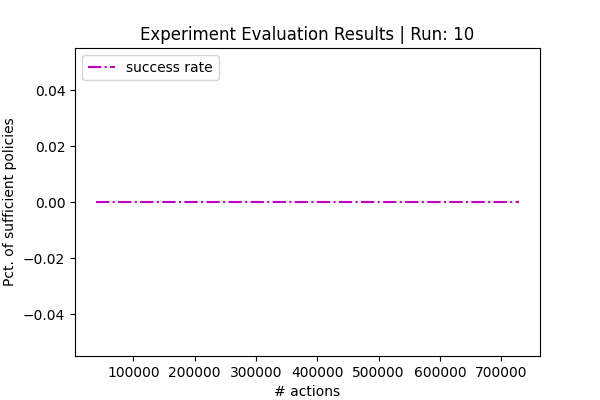 Experiment Evaluation Results | Run: 10
success rate
Pct. of sufficient policies
0.04
0.02
0.00
−0.02
−0.04
100000 200000 300000 400000 500000 600000 700000
# actions